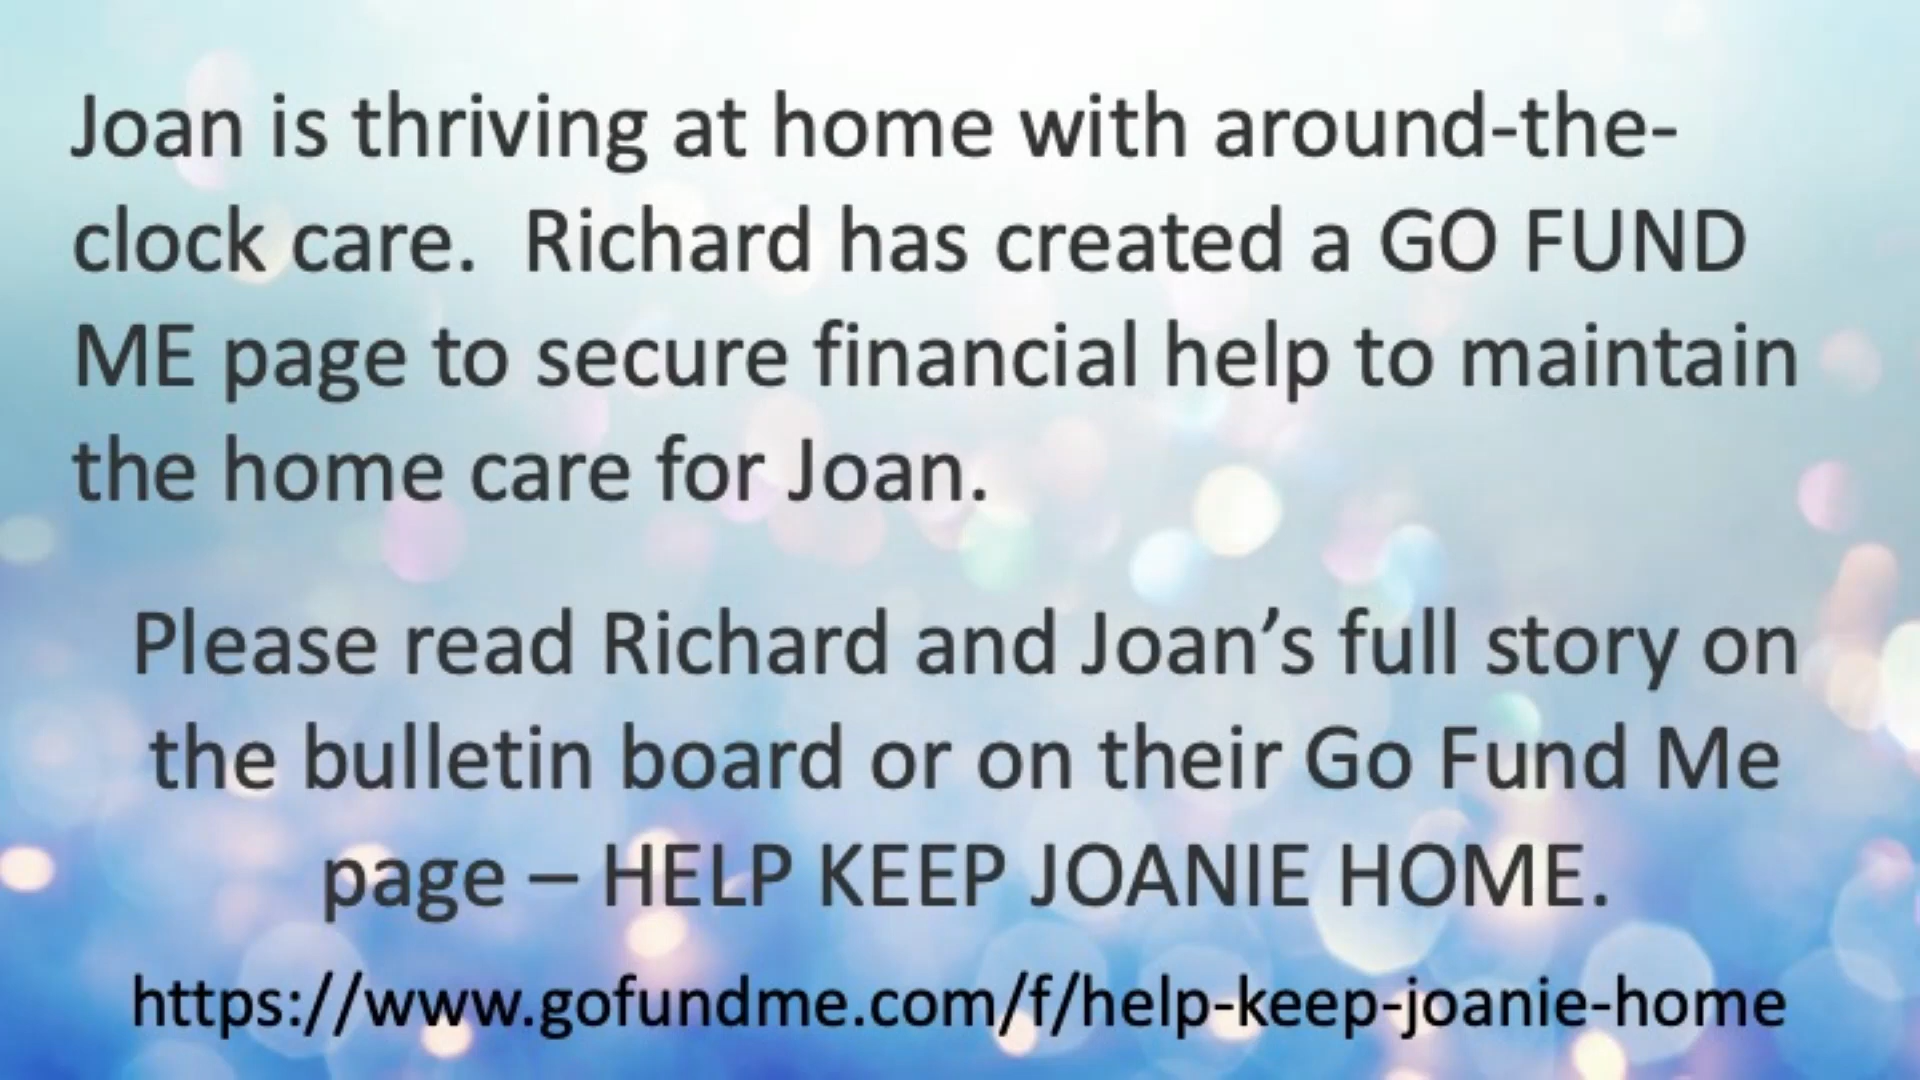 Joan is thriving at home with around-the-
clock care.  Richard has created a GO FUND
ME page to secure financial help to maintain
the home care for Joan.
Please read Richard and Joan’s full story on
the bulletin board or on their Go Fund Me
page – HELP KEEP JOANIE HOME.
https://www.gofundme.com/f/help-keep-joanie-home